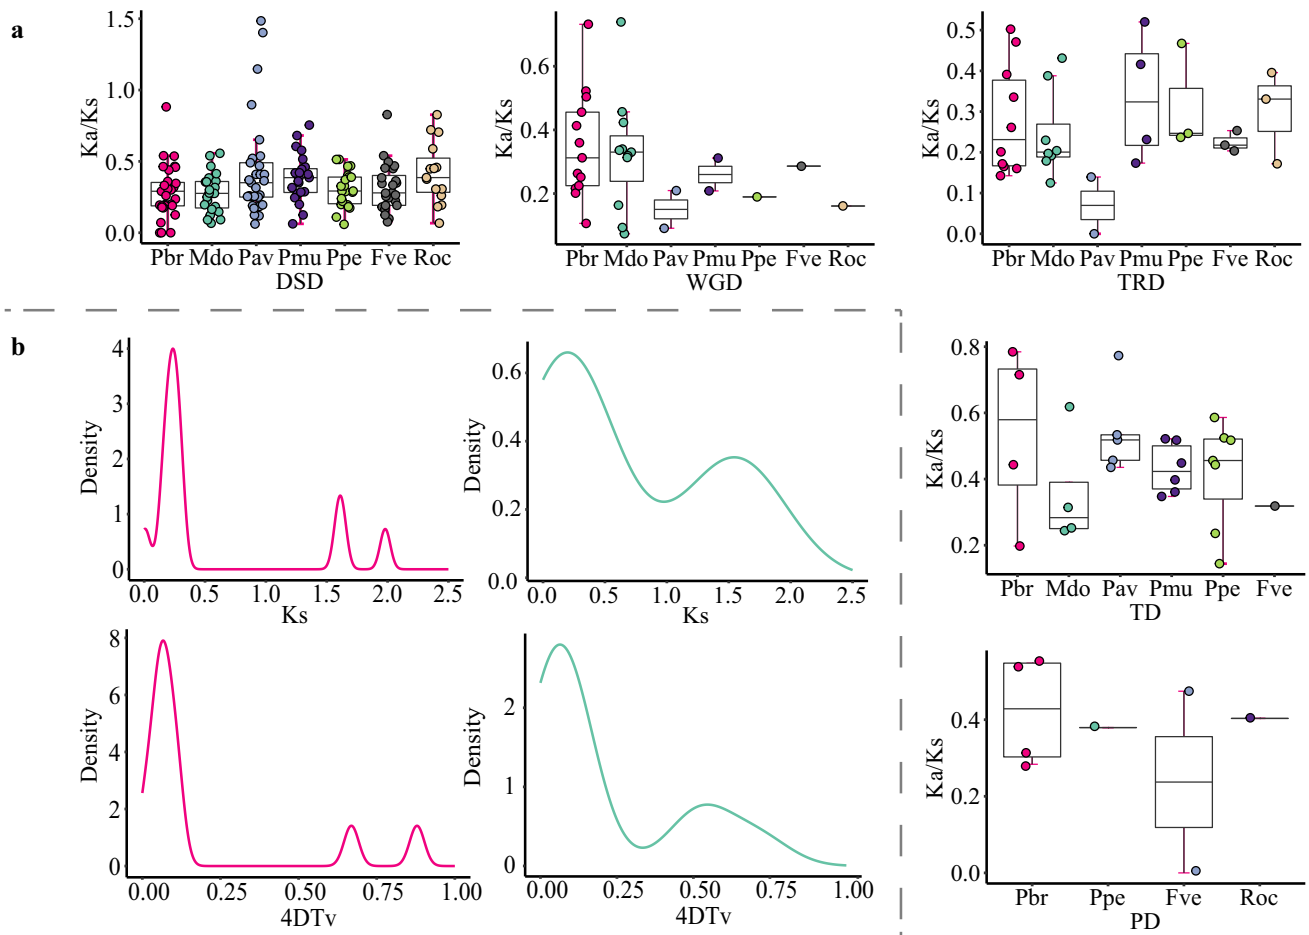 a
Ka/Ks
1.5
1.0
0.5
0.0
Pbr Mdo Pav Pmu Ppe Fve Roc
DSD
Ka/Ks
0.6
0.4
0.2
Pbr Mdo Pav Pmu Ppe Fve Roc
WGD
Ka/Ks
0.5
0.4
0.3
0.2
0.1
0.0
Pbr Mdo Pav Pmu Ppe Fve Roc
TRD
b
Density
4
3
2
1
0
0.0 0.5 1.0 1.5 2.0 2.5
Ks
Density
0.6
0.4
0.2
0.0
0.0 0.5 1.0 1.5 2.0 2.5
Ks
Ka/Ks
0.8
0.6
0.4
0.2
Pbr Mdo Pav Pmu Ppe Fve
TD
Density
8
6
4
2
0
0.00 0.50 0.75 1.00
4DTv
Density
2
1
0
0.00 0.25 0.50 0.75 1.00
4DTv
Ka/Ks
0.4
0.2
0.0
Pbr Ppe Fve Roc
PD